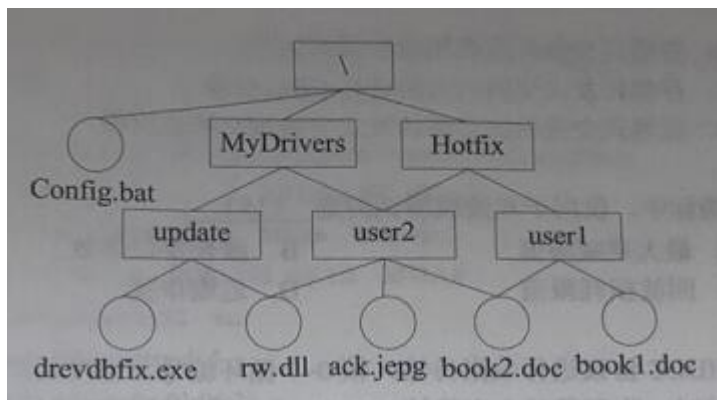 \
MyDrivers
Hotfix
Config.bat
update
user2
user1
drevdbfix.exe
rw.dll
ack.jepg
book2.doc
book1.doc